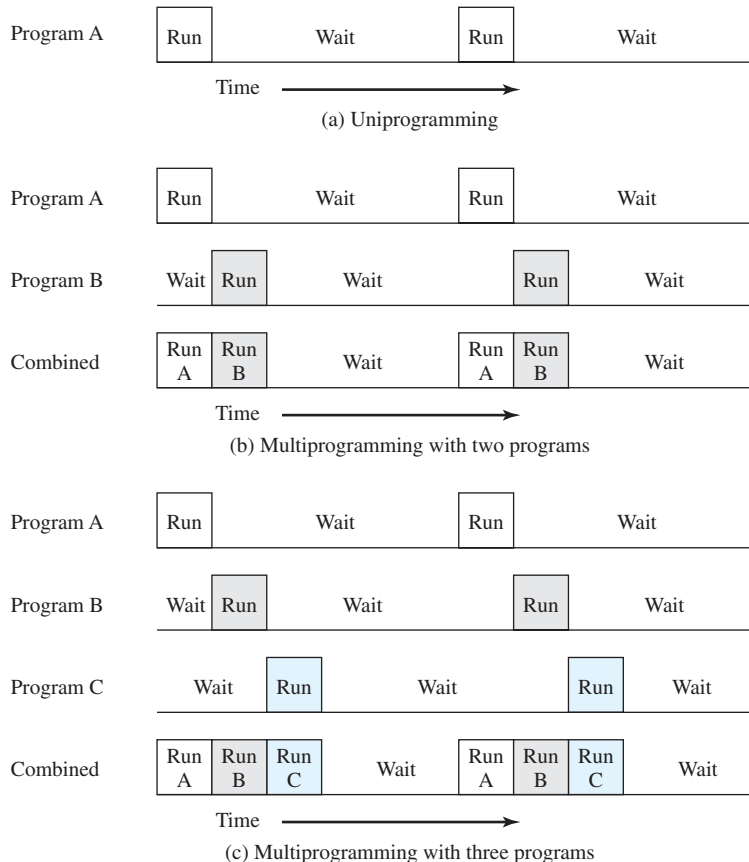 Program A Run Wait Run Wait
Time
(a) Uniprogramming
Program A Run Wait Run Wait
Program B Wait Run Wait Run Wait
Combined Run A Run B Wait Run A Run B Wait
Time
(b) Multiprogramming with two programs
Program A Run Wait Run Wait
Program B Wait Run Wait Run Wait
Program C Wait Run Wait Run Wait
Combined Run A Run B Run C Wait Run A Run B Run C Wait
Time
(c) Multiprogramming with three programs